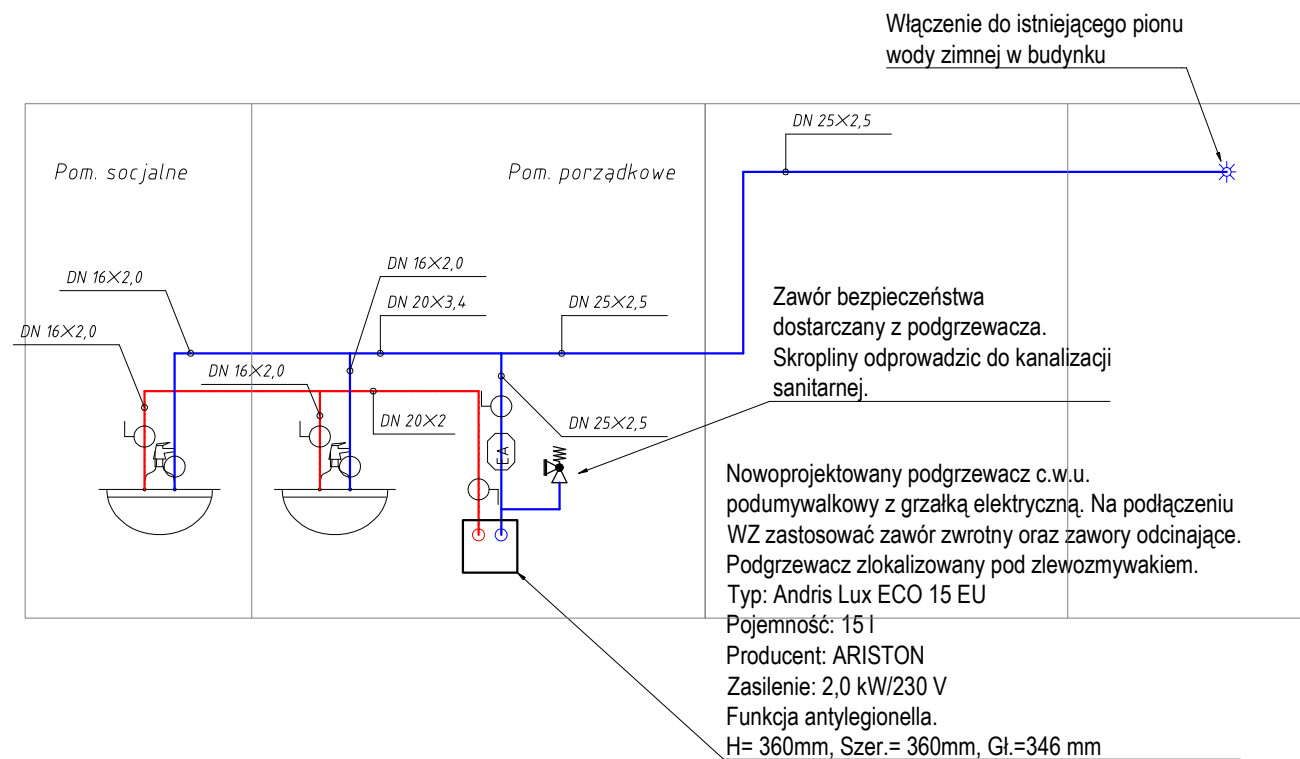 Włączenie do istniejącego pionu
wody zimnej w budynku
DN 25×2,5
Pom. socjalne
Pom. porządkowe
DN 16×2,0
DN 16×2,0
DN 20×3,4
DN 25×2,5
DN 16×2,0
DN 16×2,0
DN 20×2
DN 25×2,5
EA
Zawór bezpieczeństwa
dostarczany z podgrzewacza.
Skropliny odprowadzic do kanalizacji
sanitarnej.
Nowoprojektowany podgrzewacz c.w.u.
podumywalkowy z grzałką elektryczną. Na podłączeniu
WZ zastosować zawór zwrotny oraz zawory odcinające.
Podgrzewacz zlokalizowany pod zlewozmywakiem.
Typ: Andris Lux ECO 15 EU
Pojemność: 15 l
Producent: ARISTON
Zasilenie: 2,0 kW/230 V
Funkcja antylegionella.
H= 360mm, Szer.= 360mm, Gł.=346 mm